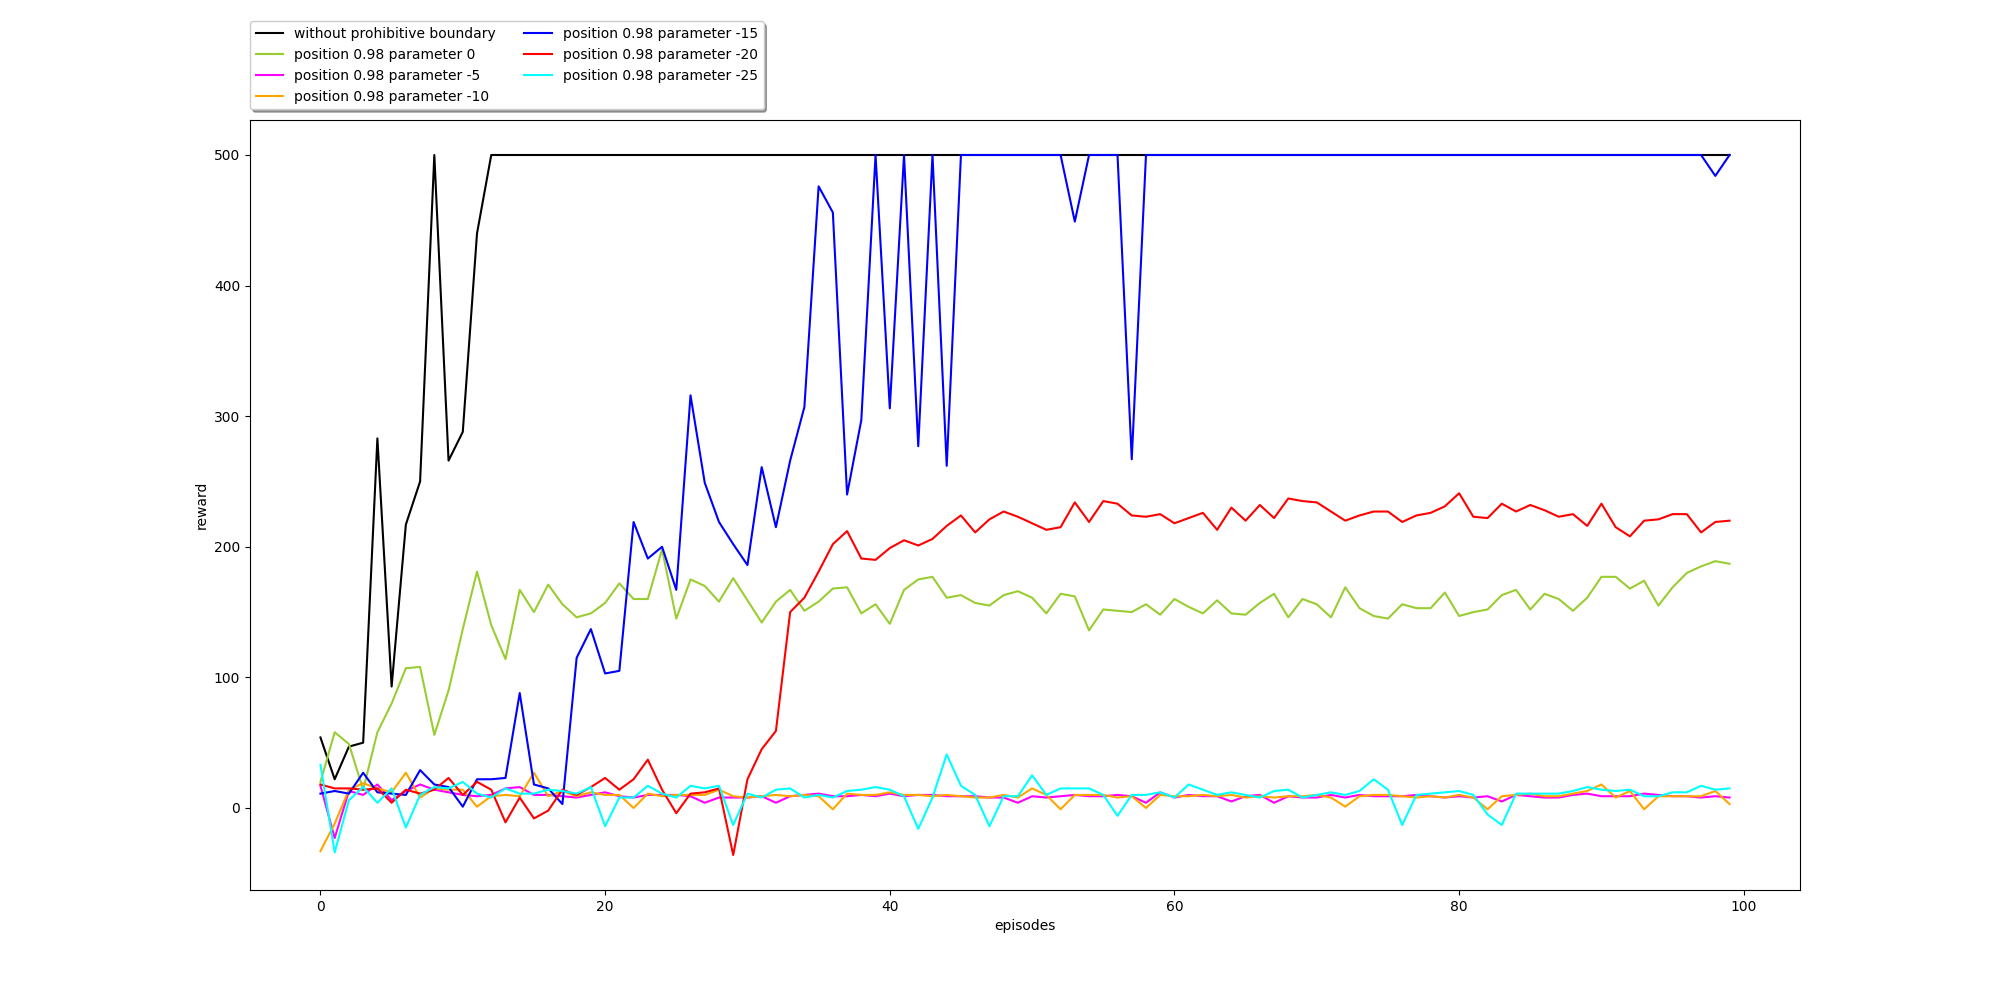 without prohibitive boundary
position 0.98 parameter 0
position 0.98 parameter -5
position 0.98 parameter -10
position 0.98 parameter -15
position 0.98 parameter -20
position 0.98 parameter -25
500
400
300
200
100
0
reward
0 20 40 60 80 100
episodes